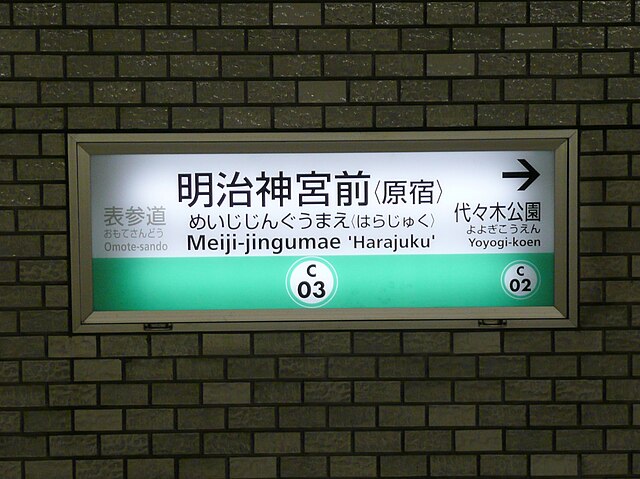 表参道
おもてさんどう
Omote-sando
明治神宮前〈原宿〉
めいじじんぐうまえ〈はらじゅく〉
Meiji-jingumae 'Harajuku'
C
03
→
代々木公園
よよぎこうえん
Yoyogi-koen
C
02